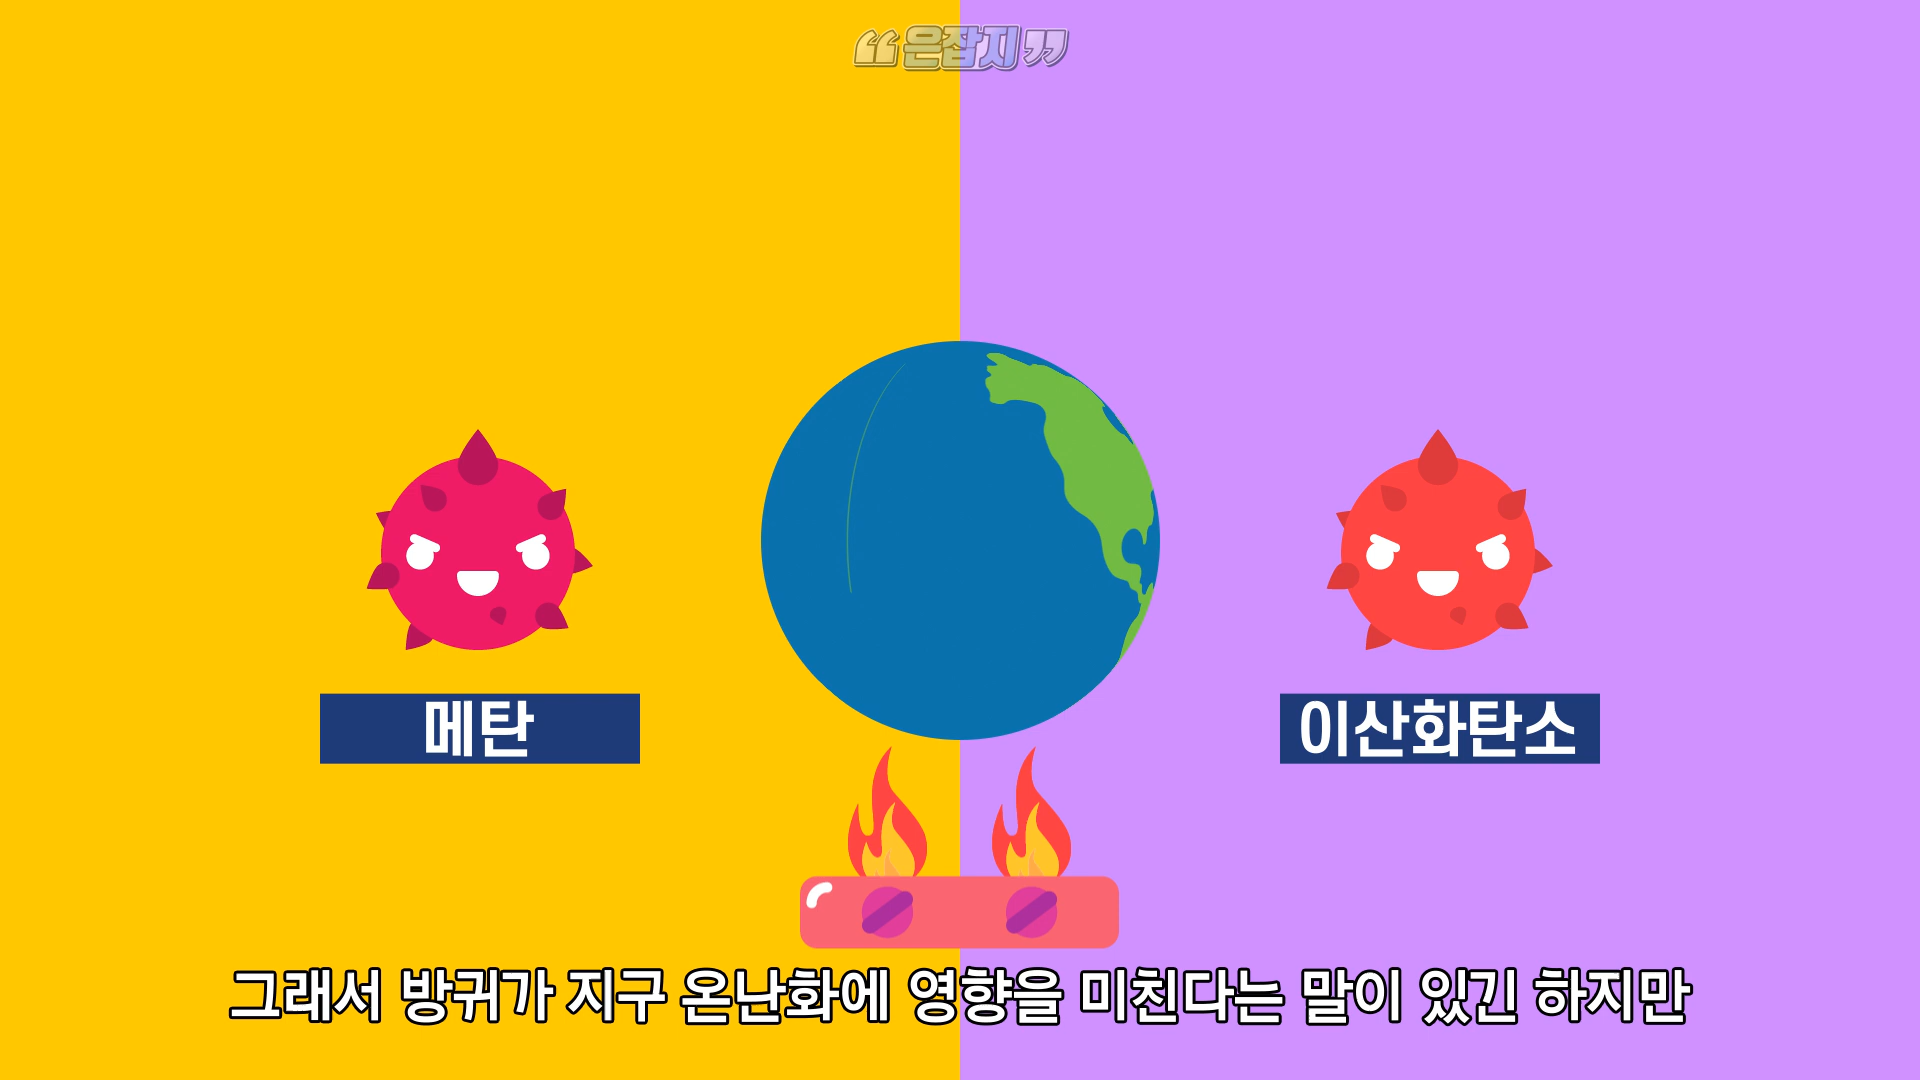 “은잡지”
메탄
이산화탄소
그래서 방귀가 지구 온난화에 영향을 미친다는 말이 있긴 하지만